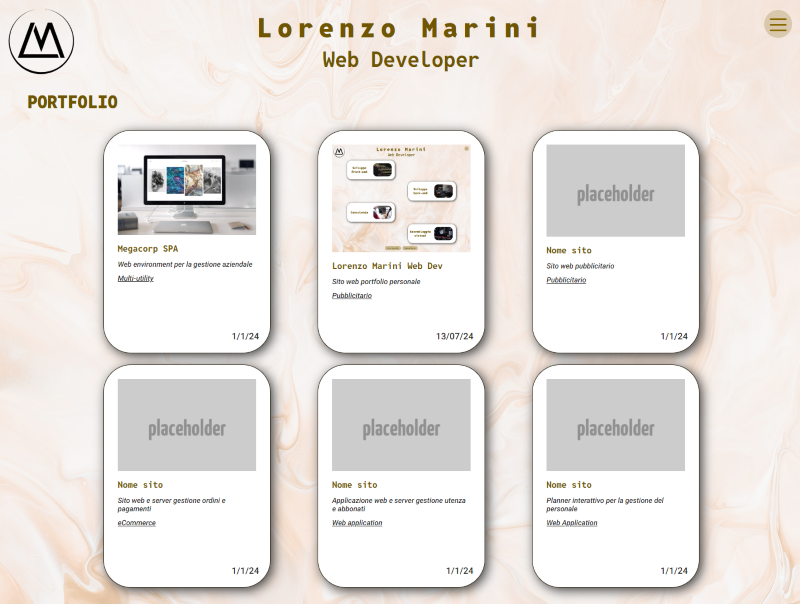 Lorenzo Marini
Web Developer
PORTFOLIO
Megacorp SPA
Web environment per la gestione aziendale
Multi-utility
1/1/24
Lorenzo Marini
Web Developer
Lorenzo Marini Web Dev
Sito web portfolio personale
Pubblicitario
13/07/24
placeholder
Nome sito
Sito web pubblicitario
Pubblicitario
1/1/24
placeholder
Nome sito
Sito web e server gestione ordini e
pagamenti
eCommerce
1/1/24
placeholder
Nome sito
Applicazione web e server gestione utenza
e abbonati
Web application
1/1/24
placeholder
Nome sito
Planner interattivo per la gestione del
personale
Web Application
1/1/24